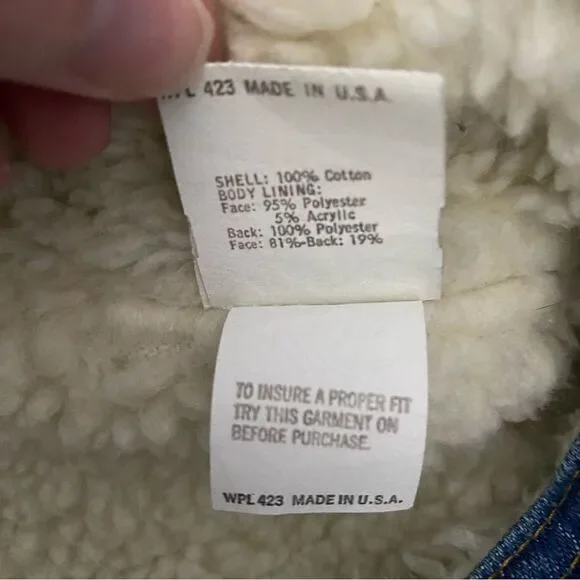 WPL 423 MADE IN U.S.A.
SHELL: 100% Cotton
BODY LINING:
Face: 95% Polyester
5% Acrylic
Back: 100% Polyester
Face: 81%-Back: 19%
TO INSURE A PROPER FIT
TRY THIS GARMENT ON
BEFORE PURCHASE.
WPL 423 MADE IN U.S.A.